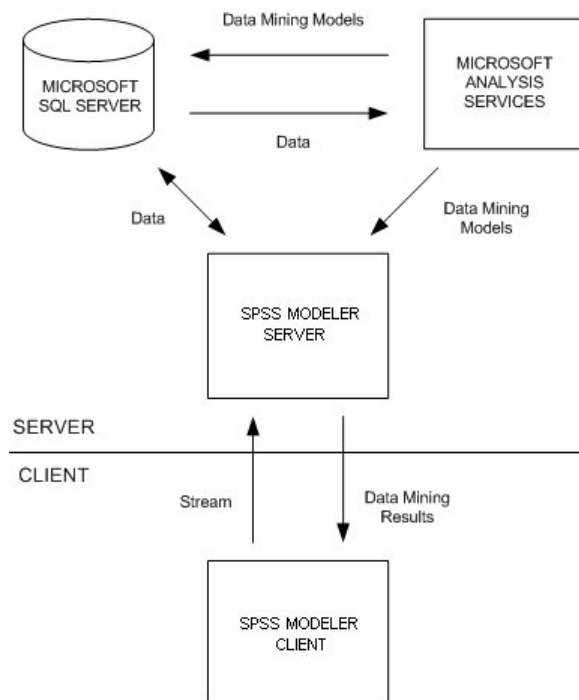 Data Mining Models
MICROSOFT
SQL SERVER
MICROSOFT
ANALYSIS
SERVICES
Data
Data
Data Mining
Models
SPSS MODELER
SERVER
SERVER
CLIENT
Stream
Data Mining
Results
SPSS MODELER
CLIENT